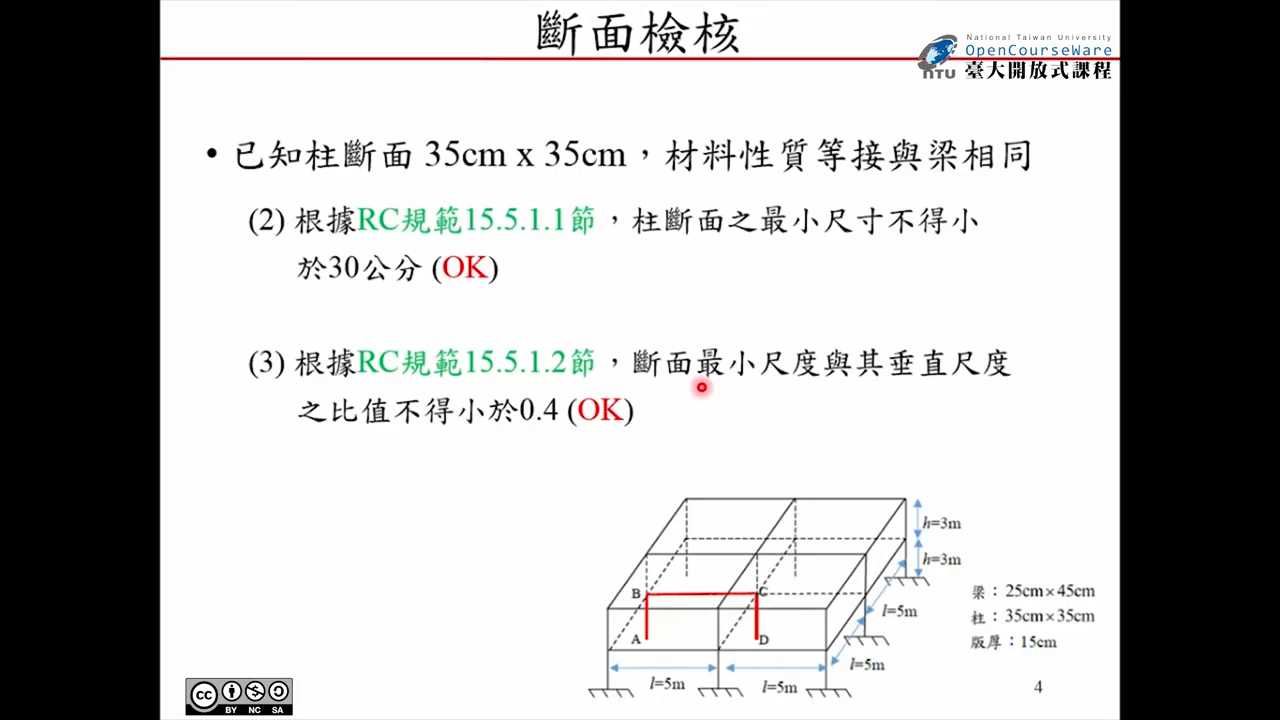 斷面檢核
National Taiwan University
OpenCourseWare
NTU 臺大開放式課程
• 已知柱斷面 35cm x 35cm，材料性質等接與梁相同
(2) 根據RC規範15.5.1.1節，柱斷面之最小尺寸不得小
於30公分 (OK)
(3) 根據RC規範15.5.1.2節，斷面最小尺度與其垂直尺度
之比值不得小於0.4 (OK)
h=3m
h=3m
梁：25cm×45cm
B
C
l=5m
柱：35cm×35cm
A
D
版厚：15cm
l=5m
l=5m
l=5m
4
cc
BY NC SA